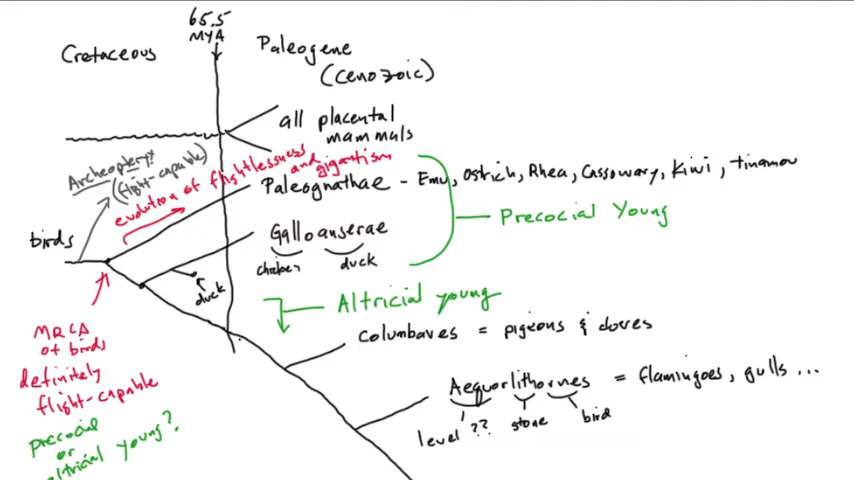 65.5
MYA
Cretaceous
Paleogene
(Cenozoic)
all placental
mammals
Archeopteryx
(flight-capable)
evolution of flightlessness
and
gigantism
Paleognathae - Emu, Ostrich, Rhea, Cassowary, Kiwi, tinamou
Precocial Young
birds
Galloanserae
duck
duck
Altricial young
Columbaves = pigeons & doves
MRCA
of birds
definitely
flight-capable
precocial
or
altricial young?
Aequorlithornes = flamingoes, gulls ...
level ??
stone
bird